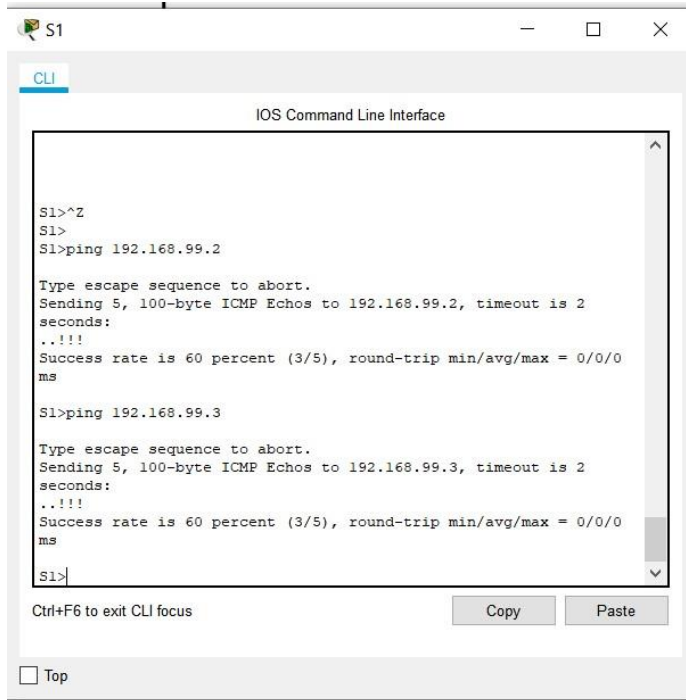 S1
CLI
IOS Command Line Interface
S1>^Z
S1>
S1>ping 192.168.99.2
Type escape sequence to abort.
Sending 5, 100-byte ICMP Echos to 192.168.99.2, timeout is 2
seconds:
..!!!
Success rate is 60 percent (3/5), round-trip min/avg/max = 0/0/0
ms
S1>ping 192.168.99.3
Type escape sequence to abort.
Sending 5, 100-byte ICMP Echos to 192.168.99.3, timeout is 2
seconds:
..!!!
Success rate is 60 percent (3/5), round-trip min/avg/max = 0/0/0
ms
S1>
Ctrl+F6 to exit CLI focus
Copy
Paste
Top